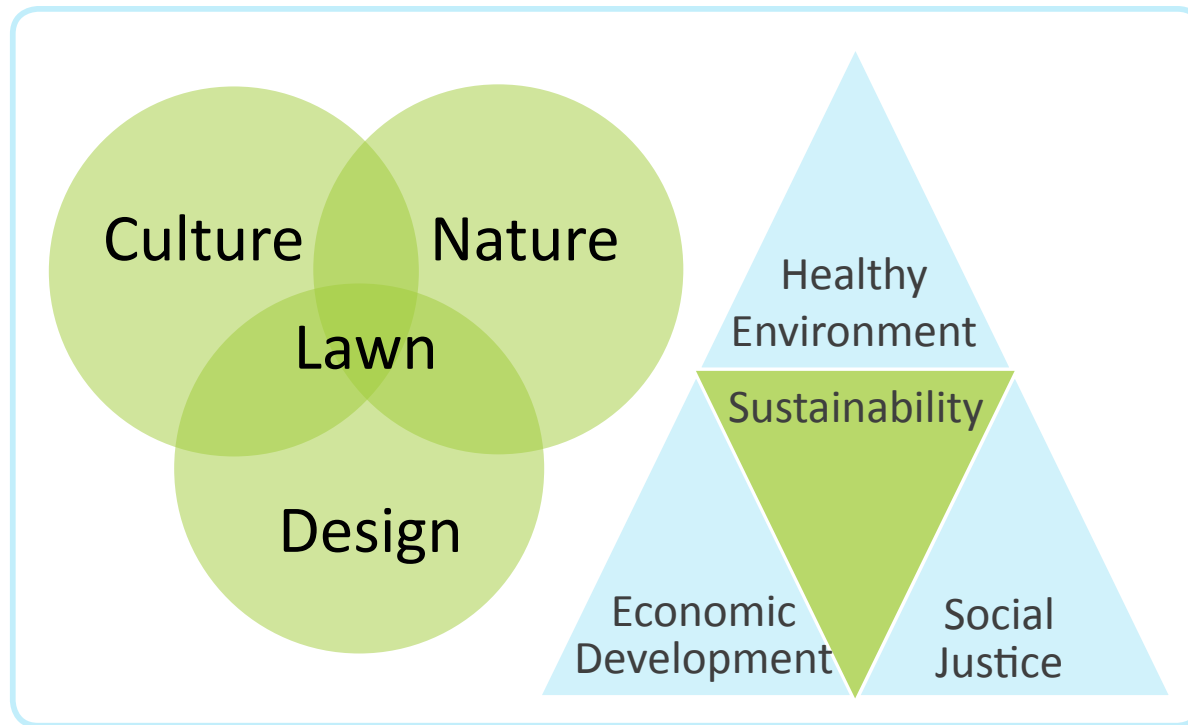 Culture
Nature
Lawn
Design
Healthy
Environment
Sustainability
Economic
Development
Social
Justice